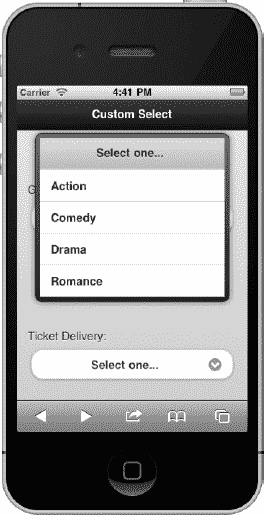 Carrier 4:41 PM
Custom Select
Select one...
G
Action
Comedy
Drama
Romance
Ticket Delivery:
Select one...